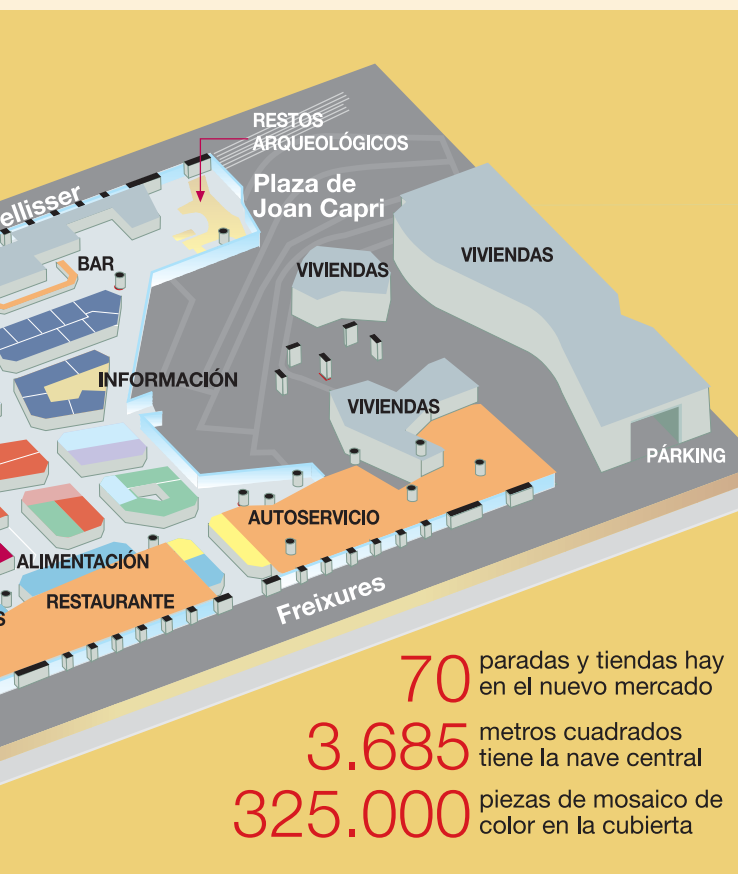 RESTOS
ARQUEOLÓGICOS
Plaza de
Joan Capri
ellisser
BAR
VIVIENDAS
VIVIENDAS
INFORMACIÓN
VIVIENDAS
PÁRKING
AUTOSERVICIO
ALIMENTACIÓN
RESTAURANTE
S
Freixures
70 paradas y tiendas hay
en el nuevo mercado
3.685 metros cuadrados
tiene la nave central
325.000 piezas de mosaico de
color en la cubierta